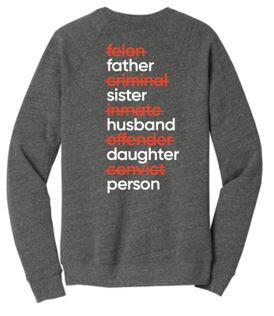 felon
father
criminal
sister
inmate
husband
offender
daughter
convict
person